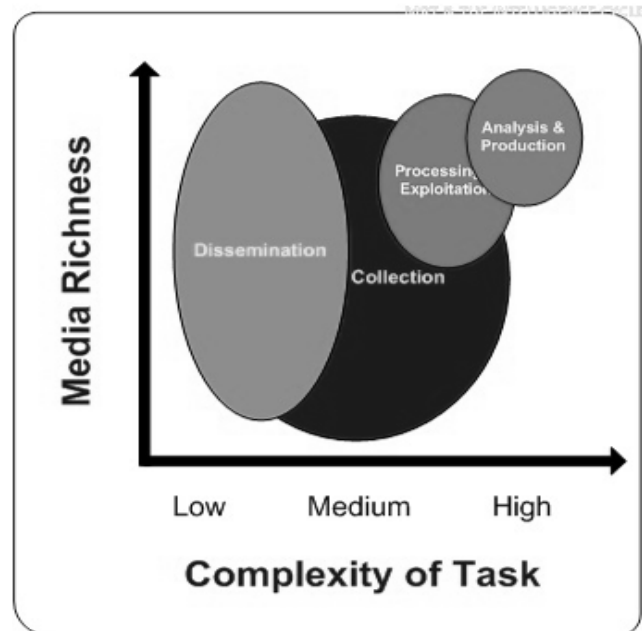 Media Richness
Analysis &
Production
Processing
Exploitation
Dissemination
Collection
Low Medium High
Complexity of Task